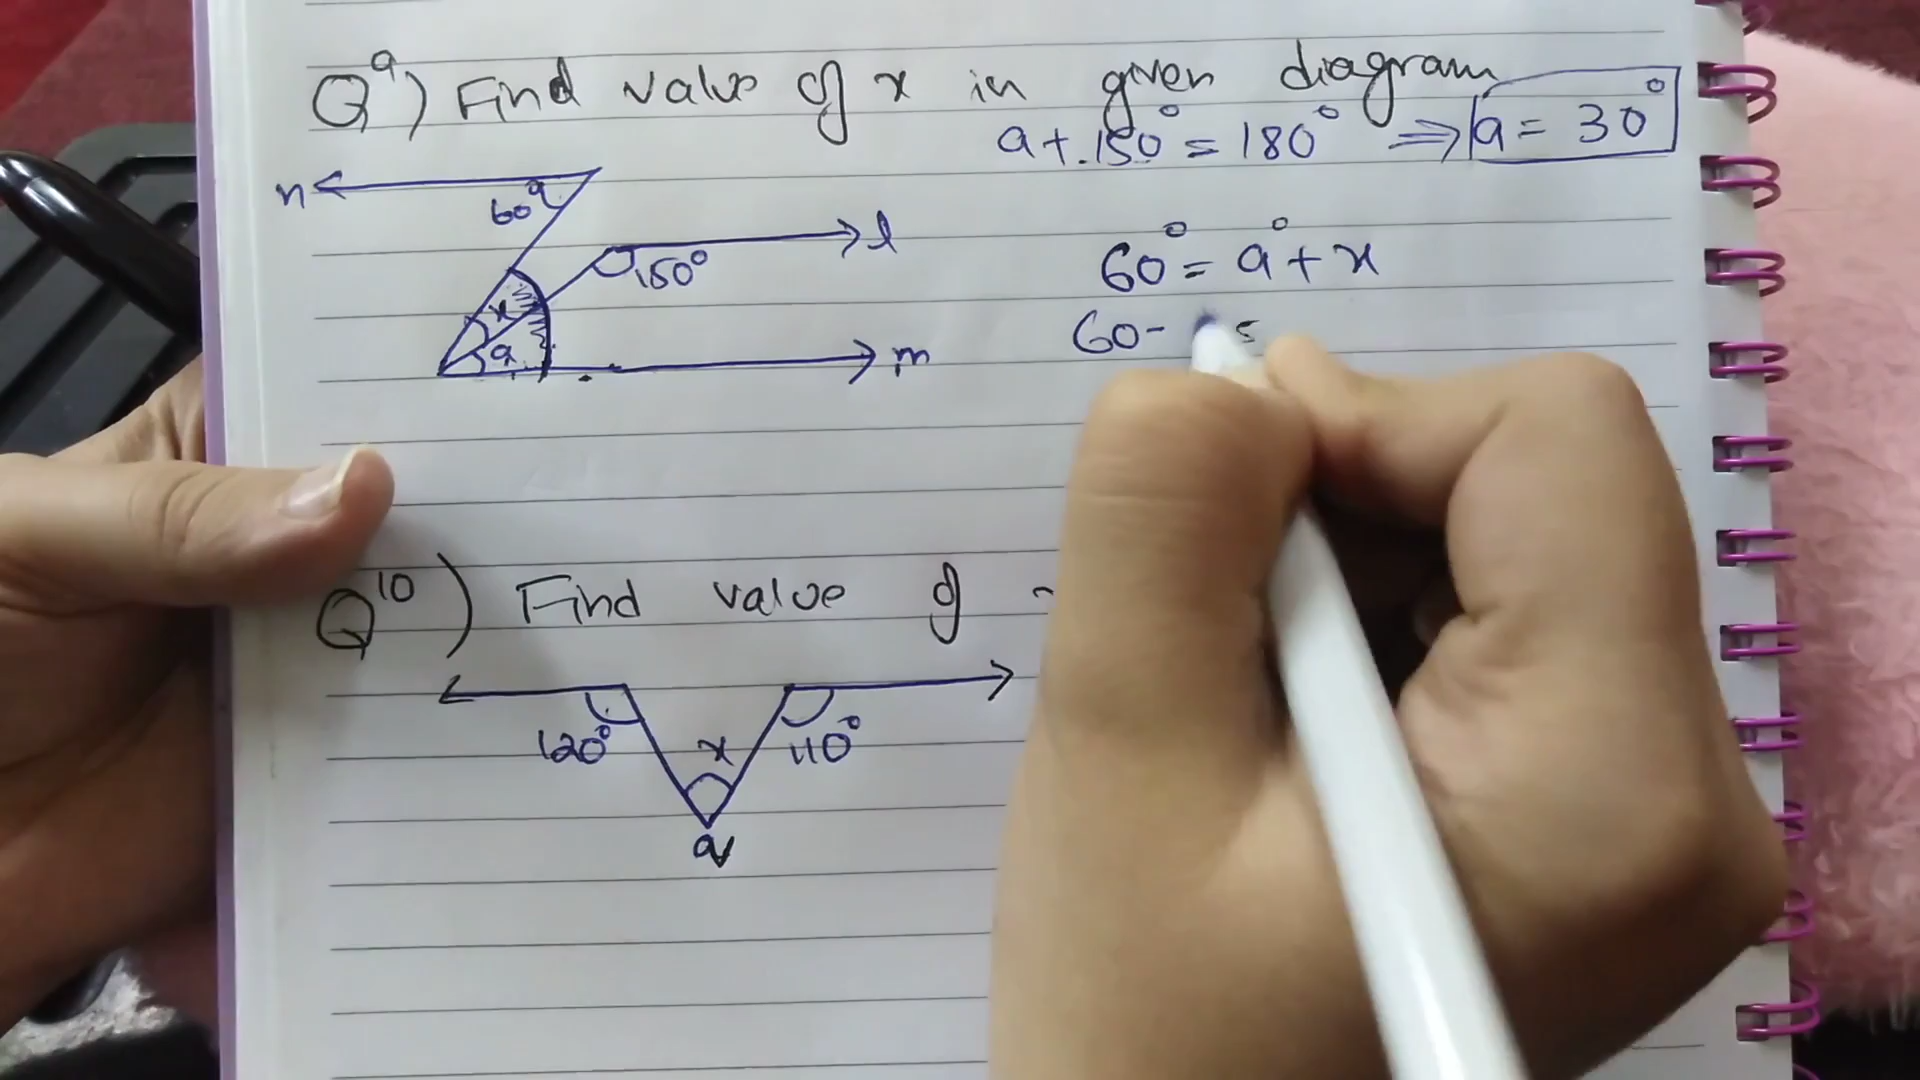 Q9) Find value of x in given diagram
a + 150° = 180° ⇒ a = 30°
n
60°
l
150°
60° = a° + x
x
60-
a
m
Q10) Find value of
120°
x
110°
a